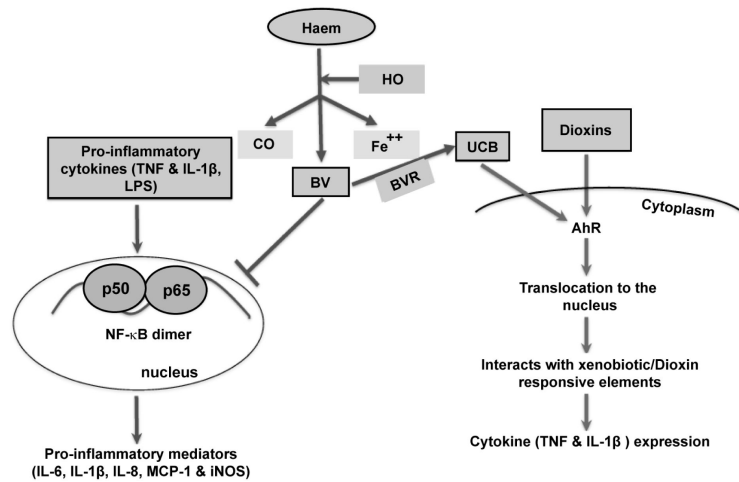 Haem
HO
CO
Fe++
BV
BVR
UCB
Dioxins
Pro-inflammatory
cytokines (TNF & IL-1β,
LPS)
Cytoplasm
AhR
p50
p65
NF-κB dimer
nucleus
Translocation to the
nucleus
Interacts with xenobiotic/Dioxin
responsive elements
Cytokine (TNF & IL-1β ) expression
Pro-inflammatory mediators
(IL-6, IL-1β, IL-8, MCP-1 & iNOS)